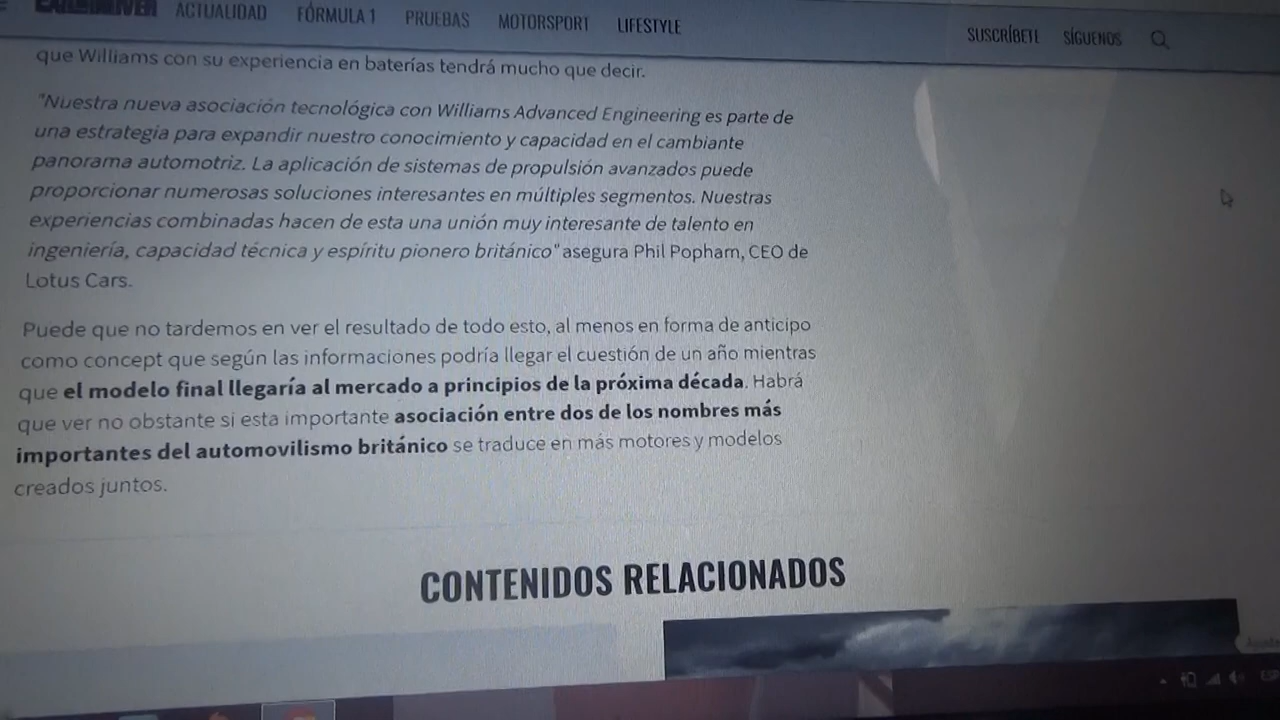 ACTUALIDAD FÓRMULA 1 PRUEBAS MOTORSPORT LIFESTYLE SUSCRÍBETE SÍGUENOS
que Williams con su experiencia en baterías tendrá mucho que decir.
"Nuestra nueva asociación tecnológica con Williams Advanced Engineering es parte de
una estrategia para expandir nuestro conocimiento y capacidad en el cambiante
panorama automotriz. La aplicación de sistemas de propulsión avanzados puede
proporcionar numerosas soluciones interesantes en múltiples segmentos. Nuestras
experiencias combinadas hacen de esta una unión muy interesante de talento en
ingeniería, capacidad técnica y espíritu pionero británico" asegura Phil Popham, CEO de
Lotus Cars.
Puede que no tardemos en ver el resultado de todo esto, al menos en forma de anticipo
como concept que según las informaciones podría llegar el cuestión de un año mientras
que el modelo final llegaría al mercado a principios de la próxima década. Habrá
que ver no obstante si esta importante asociación entre dos de los nombres más
importantes del automovilismo británico se traduce en más motores y modelos
creados juntos.
CONTENIDOS RELACIONADOS